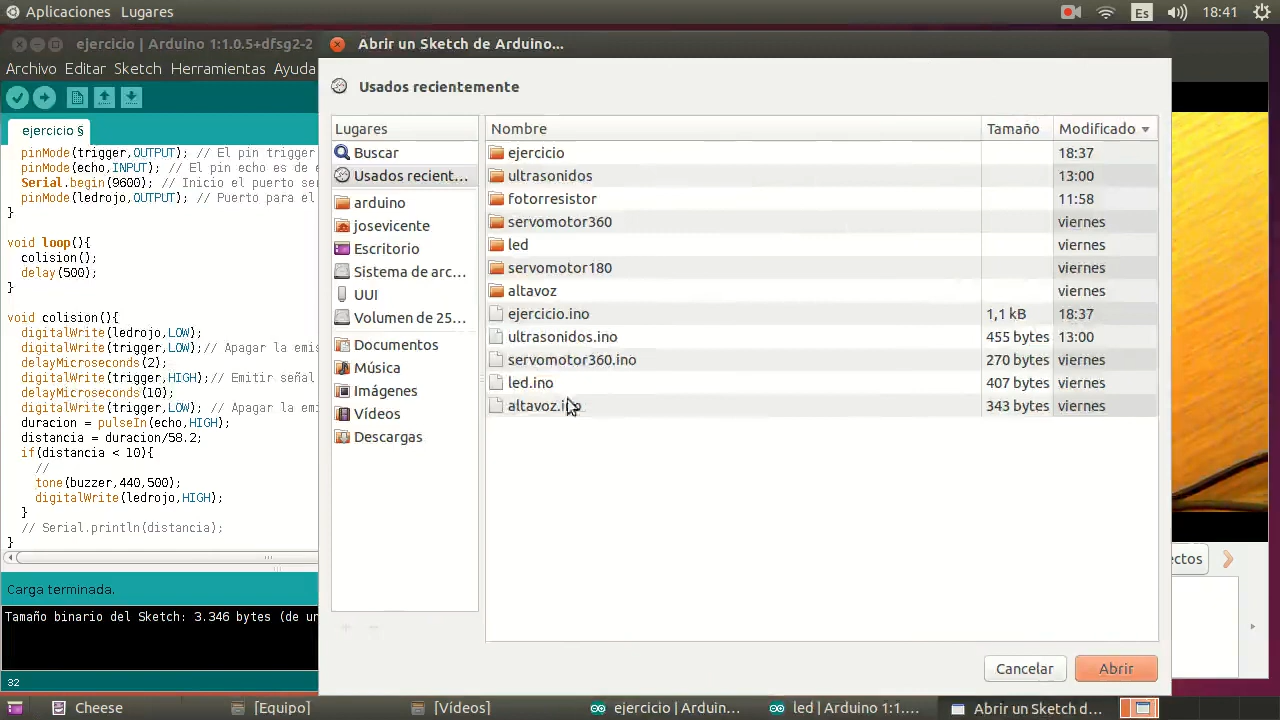 Aplicaciones Lugares
Es 18:41
ejercicio | Arduino 1:1.0.5+dfsg2-2
Abrir un Sketch de Arduino...
Archivo Editar Sketch Herramientas Ayuda
ejercicio §
pinMode(trigger,OUTPUT); // El pin trigger
pinMode(echo,INPUT); // El pin echo es de
Serial.begin(9600); // Inicio el puerto se
pinMode(ledrojo,OUTPUT); // Puerto para el
}
void loop(){
colision();
delay(500);
}
void colision(){
digitalWrite(ledrojo,LOW);
digitalWrite(trigger,LOW);// Apagar la emi
delayMicroseconds(2);
digitalWrite(trigger,HIGH);// Emitir señal
delayMicroseconds(10);
digitalWrite(trigger,LOW); // Apagar la em
duracion = pulseIn(echo,HIGH);
distancia = duracion/58.2;
if(distancia < 10){
//
tone(buzzer,440,500);
digitalWrite(ledrojo,HIGH);
}
// Serial.println(distancia);
}
Carga terminada.
Tamaño binario del Sketch: 3.346 bytes (de u
32
Usados recientemente
Lugares
Buscar
Usados recient...
arduino
josevicente
Escritorio
Sistema de arc...
UUI
Volumen de 25...
Documentos
Música
Imágenes
Vídeos
Descargas
Nombre Tamaño Modificado
ejercicio 18:37
ultrasonidos 13:00
fotorresistor 11:58
servomotor360 viernes
led viernes
servomotor180 viernes
altavoz viernes
ejercicio.ino 1,1 kB 18:37
ultrasonidos.ino 455 bytes 13:00
servomotor360.ino 270 bytes viernes
led.ino 407 bytes viernes
altavoz.ino 343 bytes viernes
Cancelar Abrir
ectos
Cheese [Equipo] [Vídeos] ejercicio | Arduin... led | Arduino 1:1.... Abrir un Sketch d...